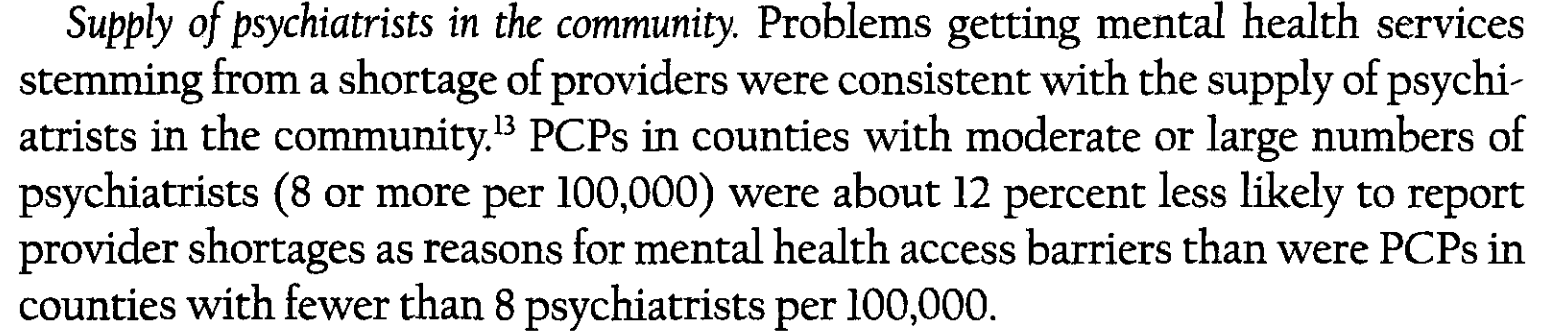 Supply of psychiatrists in the community. Problems getting mental health services
stemming from a shortage of providers were consistent with the supply of psychi-
atrists in the community.13 PCPs in counties with moderate or large numbers of
psychiatrists (8 or more per 100,000) were about 12 percent less likely to report
provider shortages as reasons for mental health access barriers than were PCPs in
counties with fewer than 8 psychiatrists per 100,000.